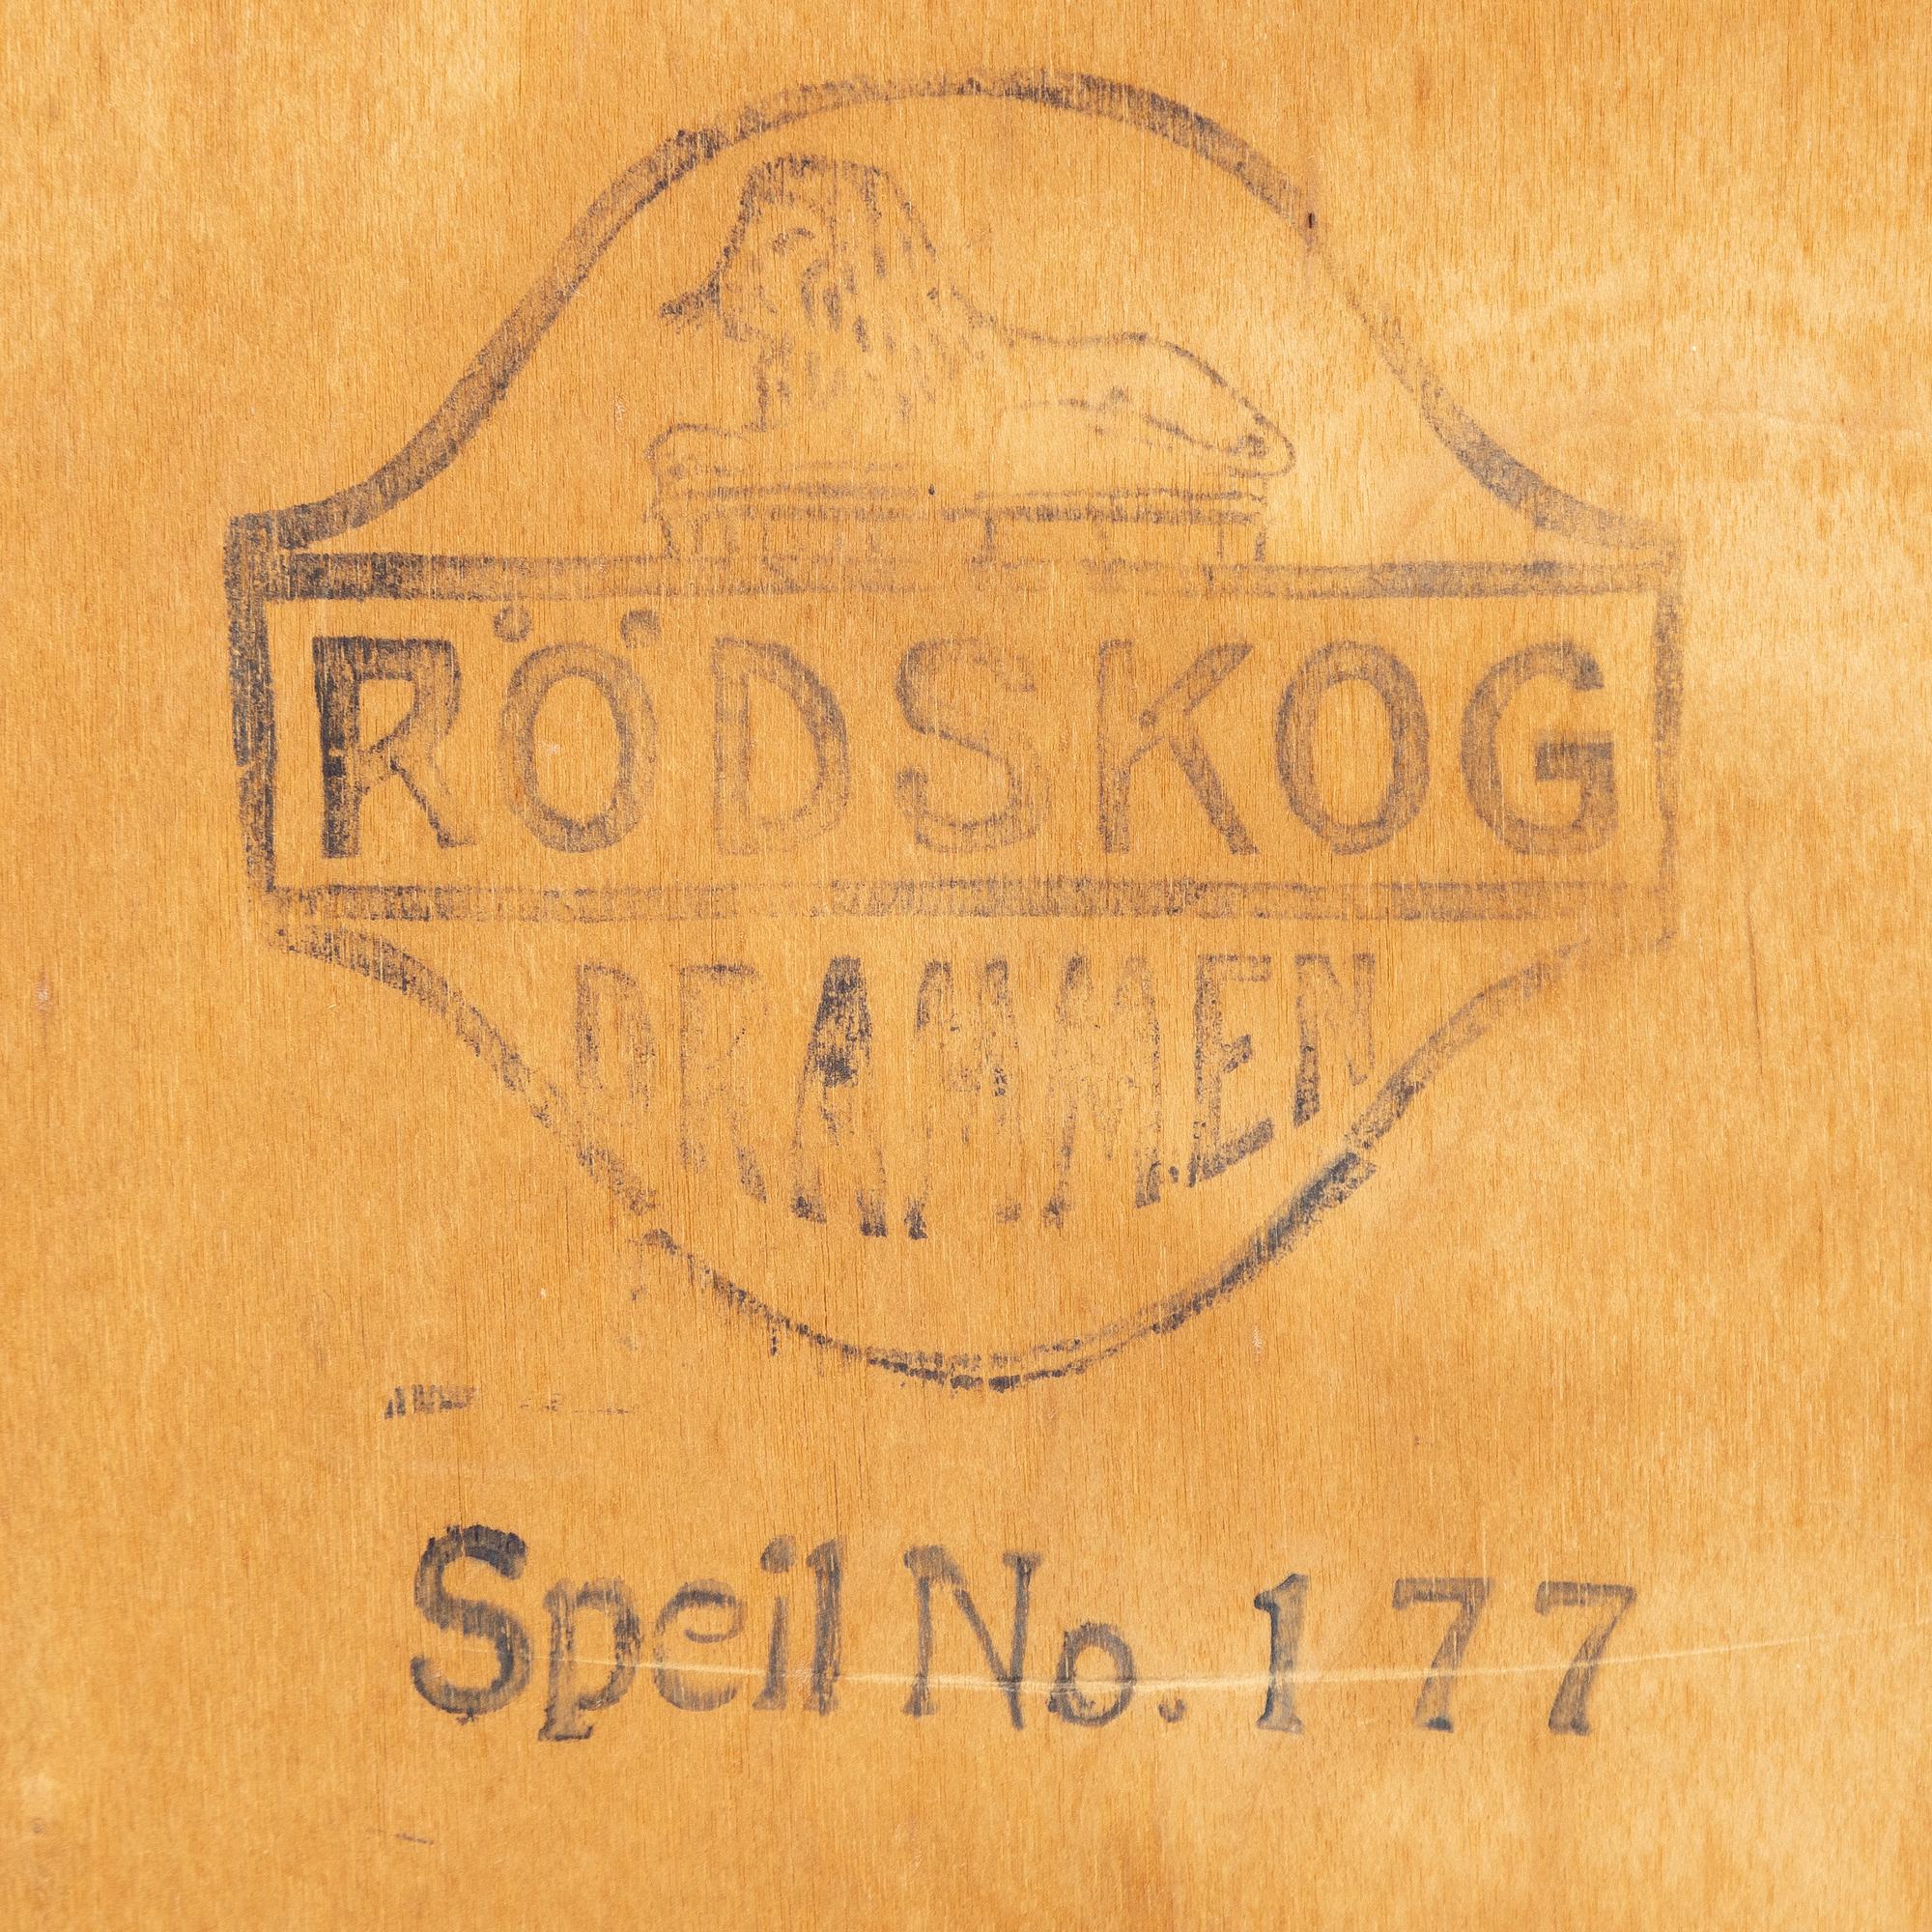 RÖDSKOG
DRAMMEN
Speil No. 177